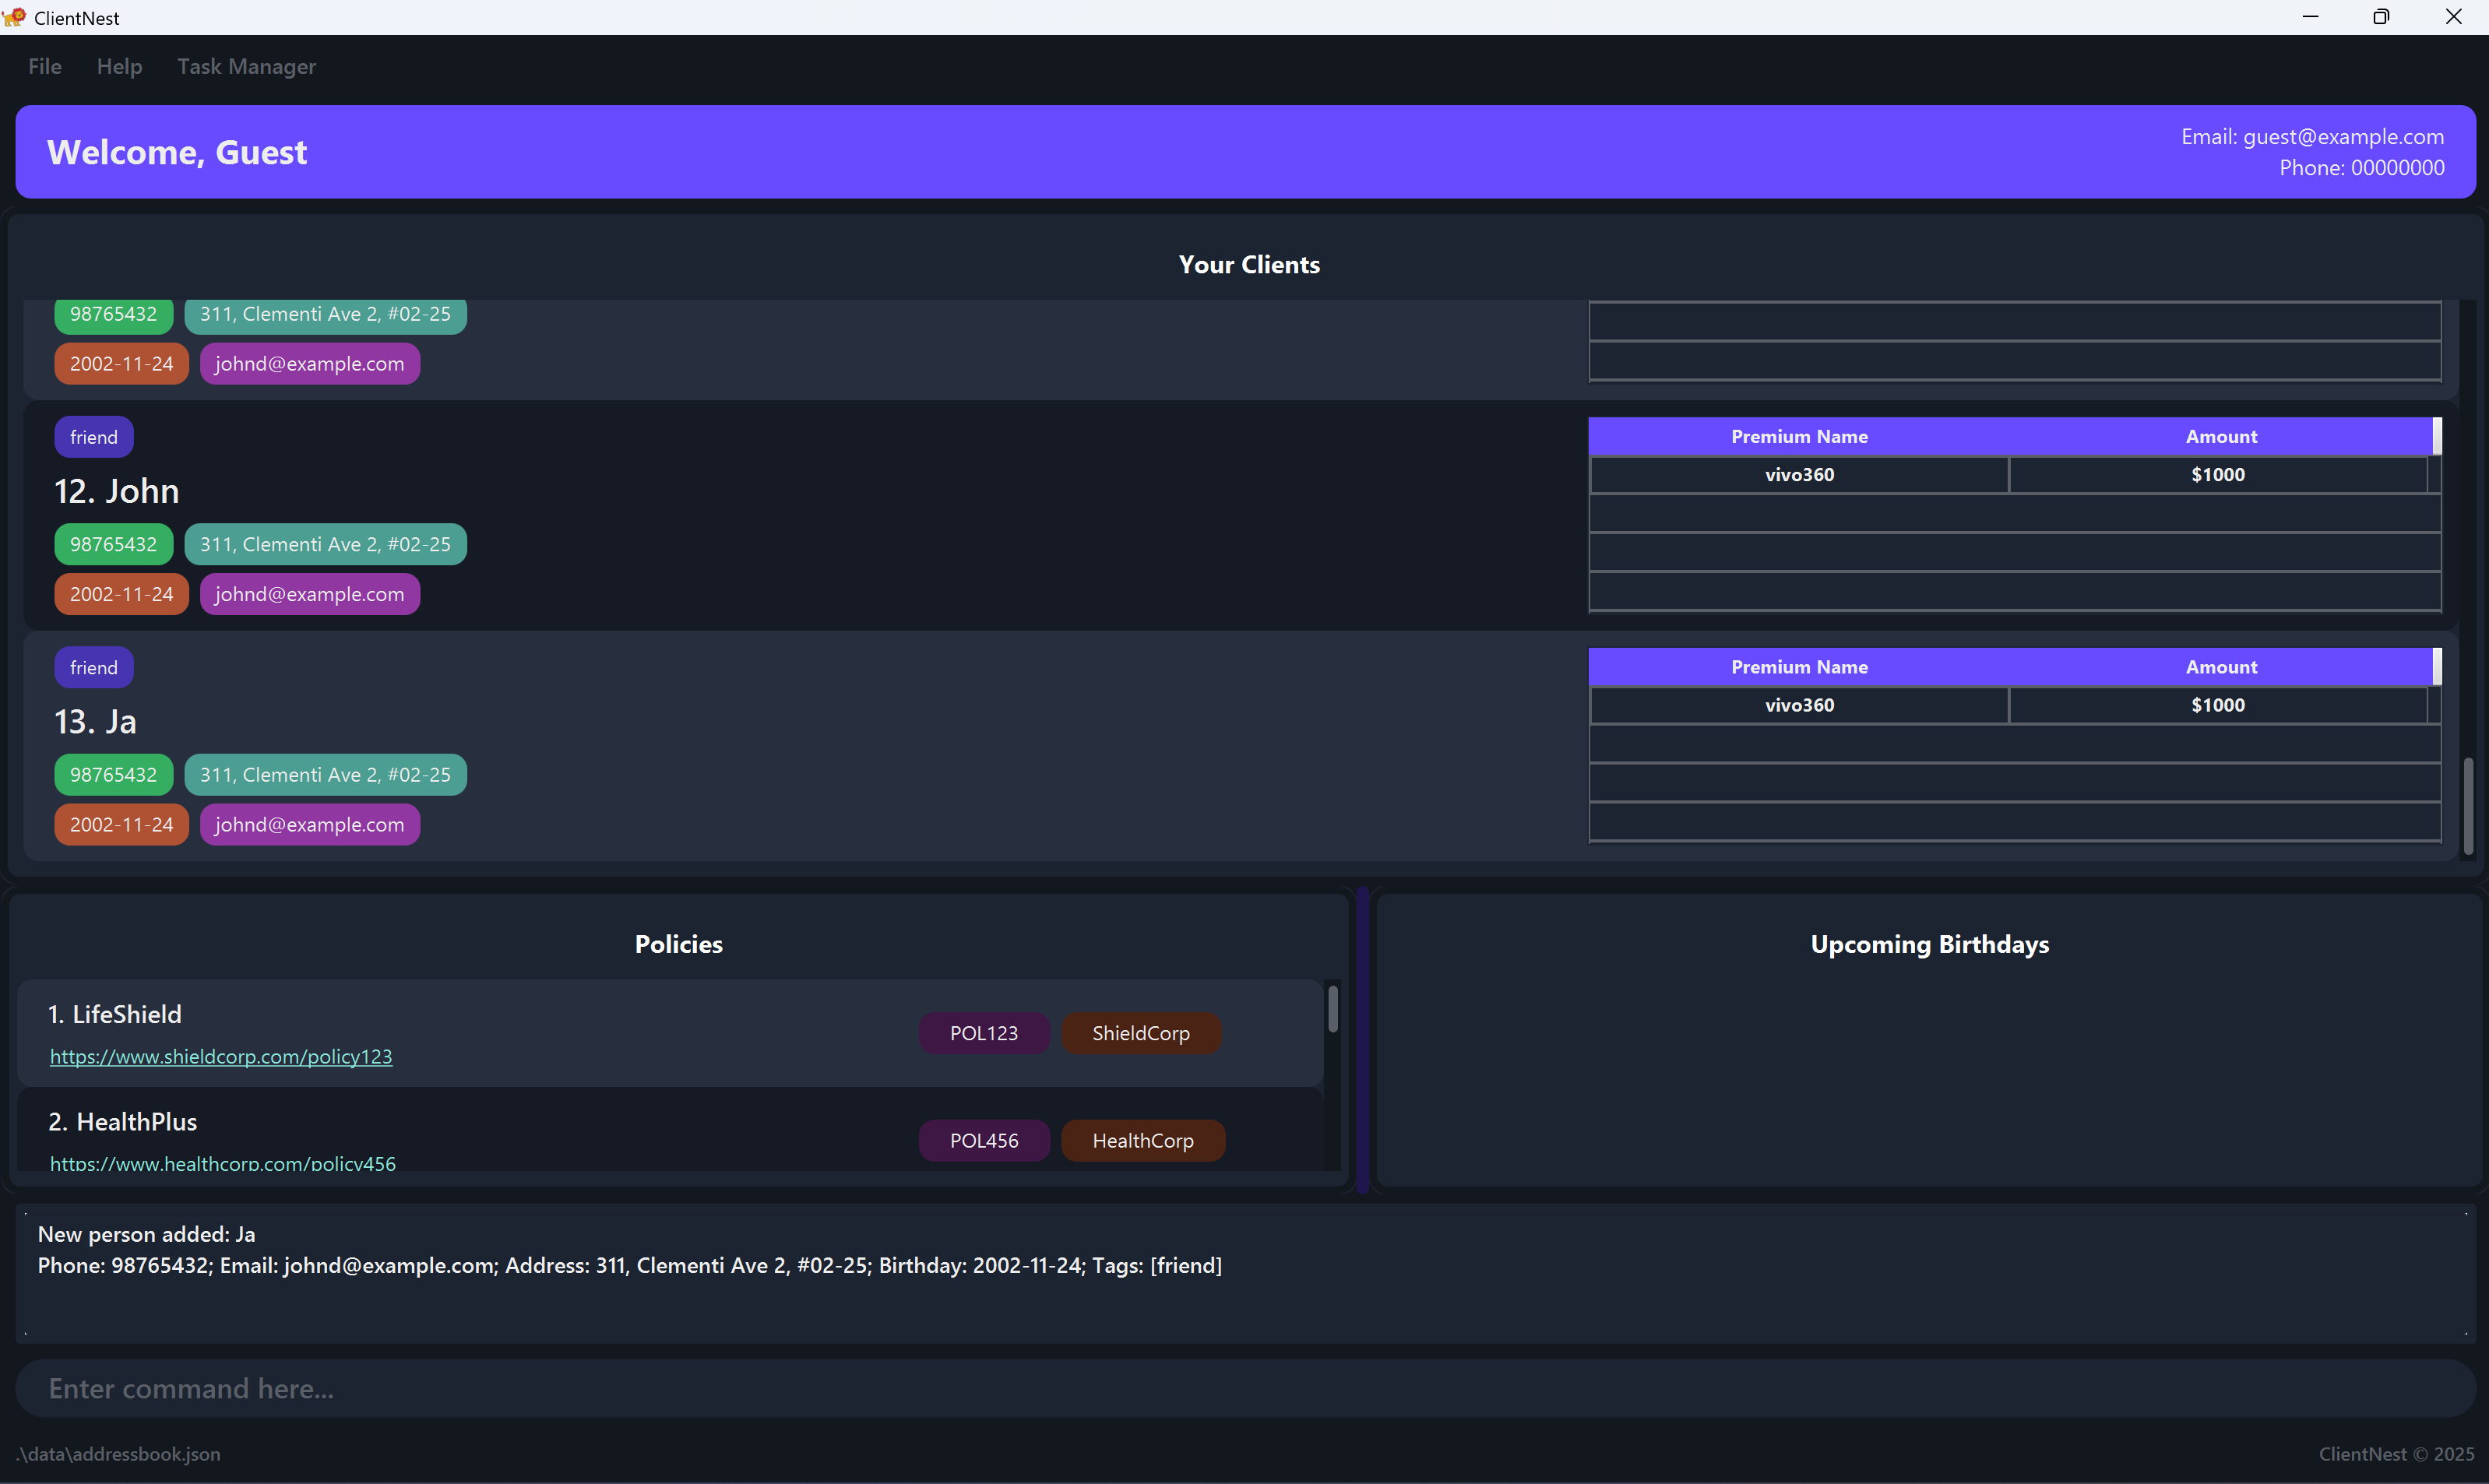 ClientNest
File Help Task Manager
Welcome, Guest
Email: guest@example.com
Phone: 00000000
Your Clients
98765432 311, Clementi Ave 2, #02-25
2002-11-24 johnd@example.com
friend
12. John
98765432 311, Clementi Ave 2, #02-25
2002-11-24 johnd@example.com
Premium Name Amount
vivo360 $1000
friend
13. Ja
98765432 311, Clementi Ave 2, #02-25
2002-11-24 johnd@example.com
Premium Name Amount
vivo360 $1000
Policies
1. LifeShield
https://www.shieldcorp.com/policy123
POL123 ShieldCorp
2. HealthPlus
https://www.healthcorp.com/policy456
POL456 HealthCorp
Upcoming Birthdays
New person added: Ja
Phone: 98765432; Email: johnd@example.com; Address: 311, Clementi Ave 2, #02-25; Birthday: 2002-11-24; Tags: [friend]
Enter command here...
.\data\addressbook.json
ClientNest © 2025